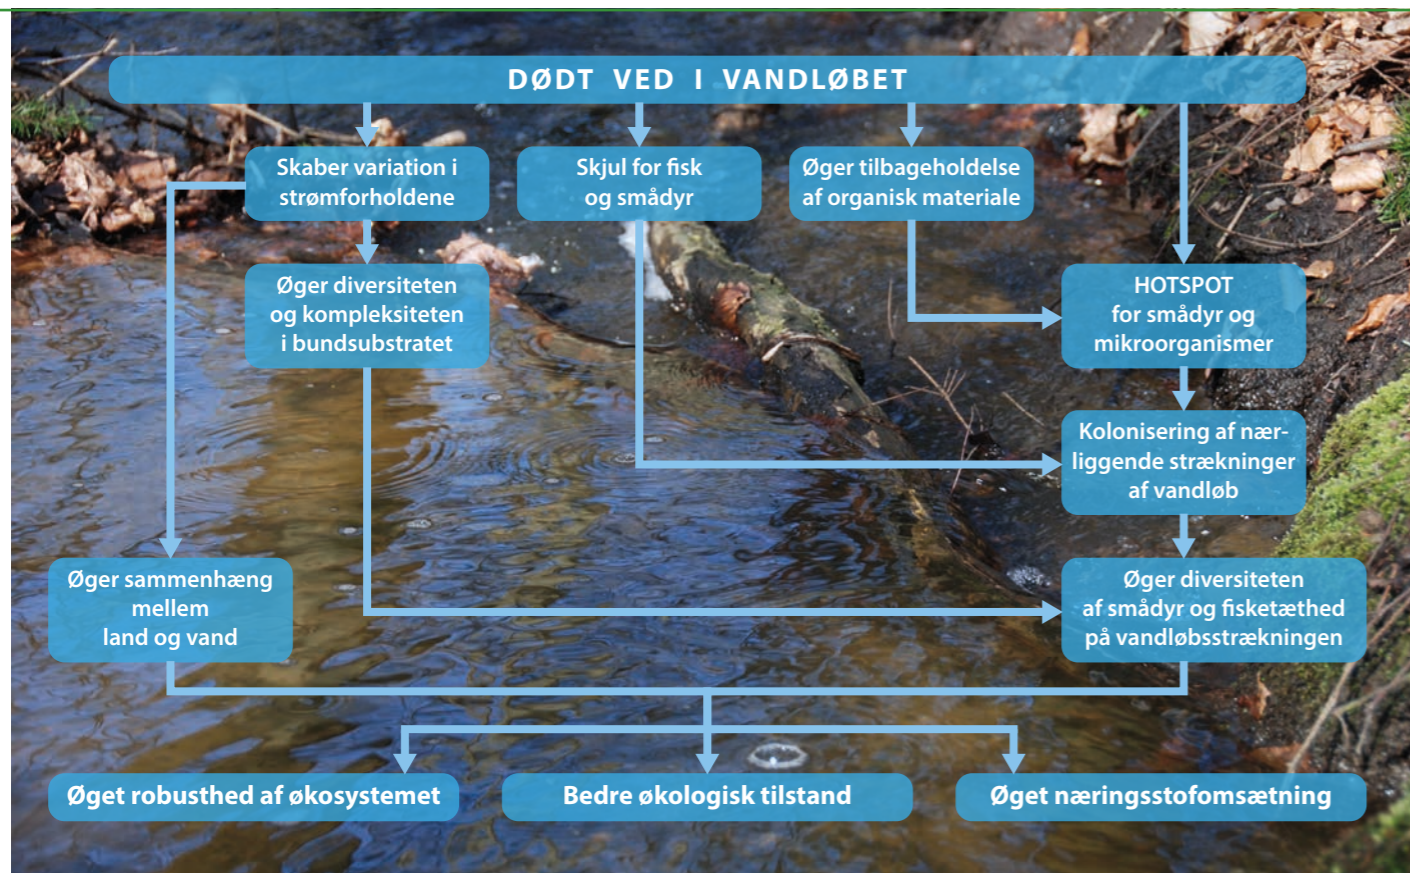 DØDT VED I VANDLØBET
Skaber variation i
strømforholdene
Skjul for fisk
og smådyr
Øger tilbageholdelse
af organisk materiale
Øger diversiteten
og kompleksiteten
i bundsubstratet
HOTSPOT
for smådyr og
mikroorganismer
Kolonisering af nær-
liggende strækninger
af vandløb
Øger sammenhæng
mellem
land og vand
Øger diversiteten
af smådyr og fisketæthed
på vandløbsstrækningen
Øget robusthed af økosystemet
Bedre økologisk tilstand
Øget næringsstofomsætning